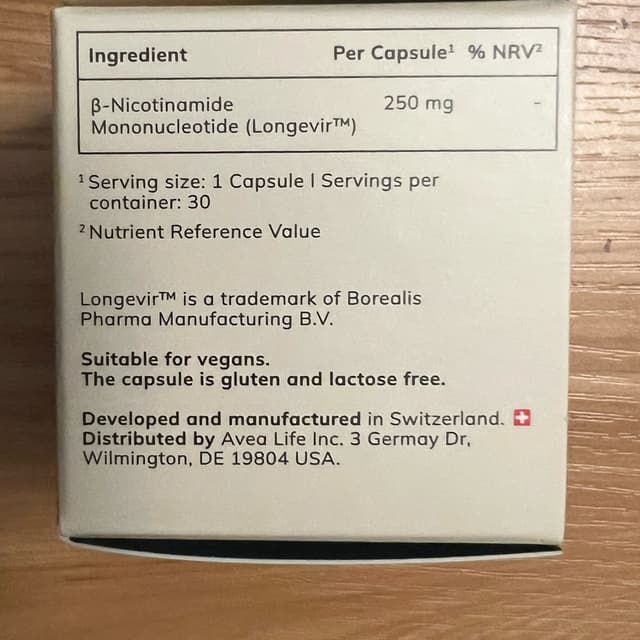 Ingredient Per Capsule¹ % NRV²
β-Nicotinamide 250 mg -
Mononucleotide (Longevir™)
¹ Serving size: 1 Capsule I Servings per
container: 30
² Nutrient Reference Value
Longevir™ is a trademark of Borealis
Pharma Manufacturing B.V.
Suitable for vegans.
The capsule is gluten and lactose free.
Developed and manufactured in Switzerland.
Distributed by Avea Life Inc. 3 Germay Dr,
Wilmington, DE 19804 USA.